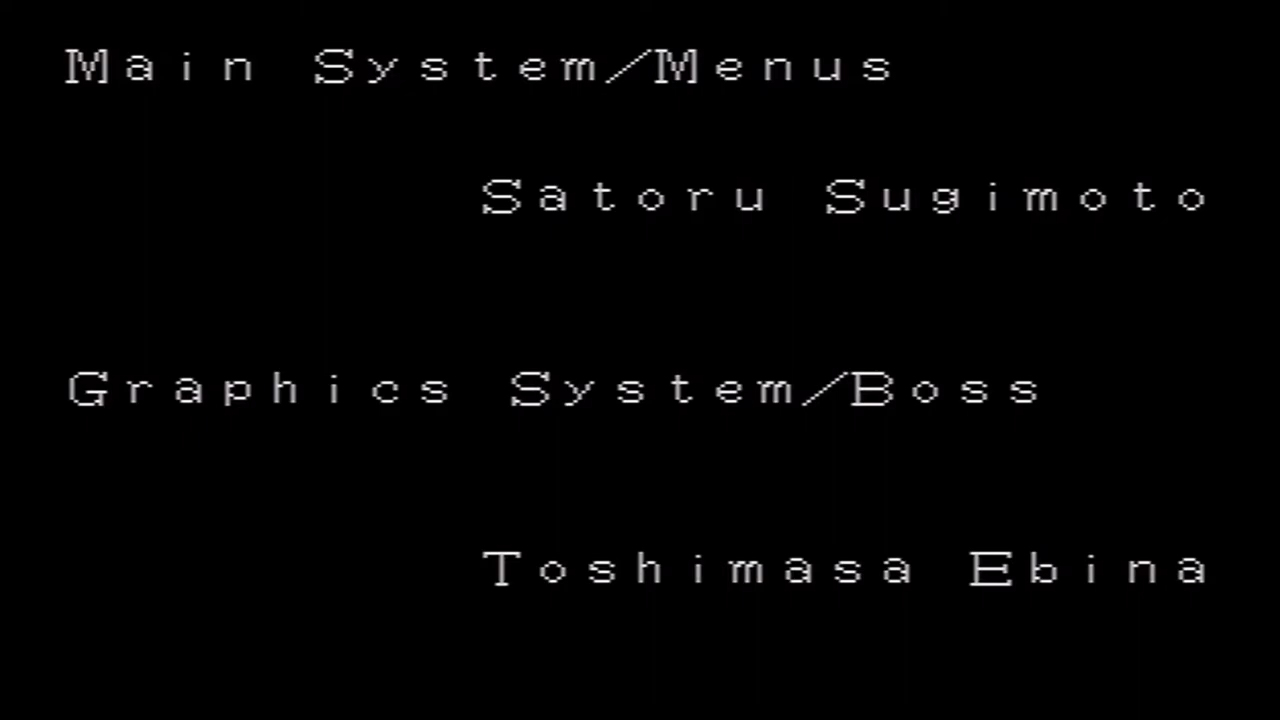 Main System/Menus
Satoru Sugimoto
Graphics System/Boss
Toshimasa Ebina